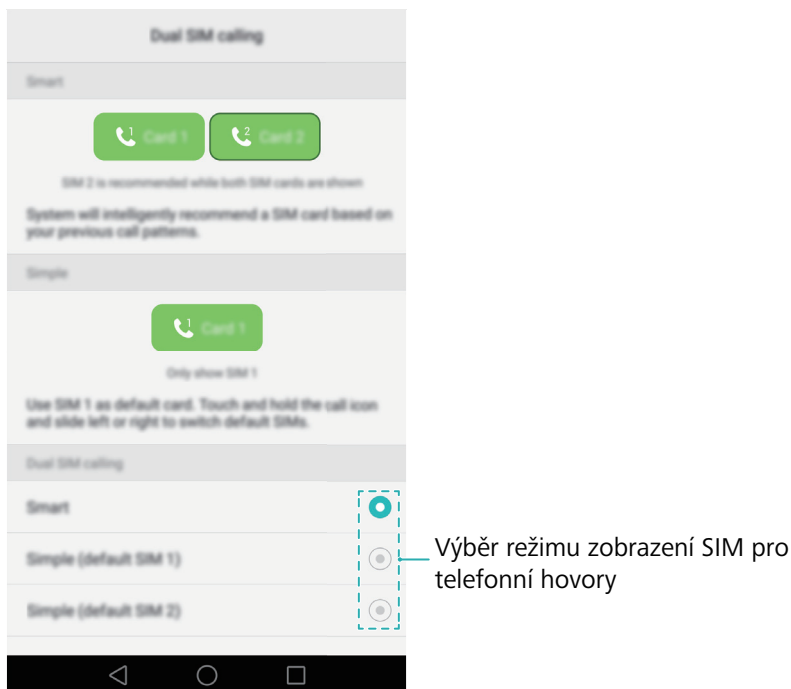 Dual SIM calling
Smart
1 Card 1
2 Card 2
SIM 2 is recommended while both SIM cards are shown
System will intelligently recommend a SIM card based on
your previous call patterns.
Simple
1 Card 1
Only show SIM 1
Use SIM 1 as default card. Touch and hold the call icon
and slide left or right to switch default SIMs.
Dual SIM calling
Smart
Simple (default SIM 1)
Simple (default SIM 2)
Výběr režimu zobrazení SIM pro
telefonní hovory